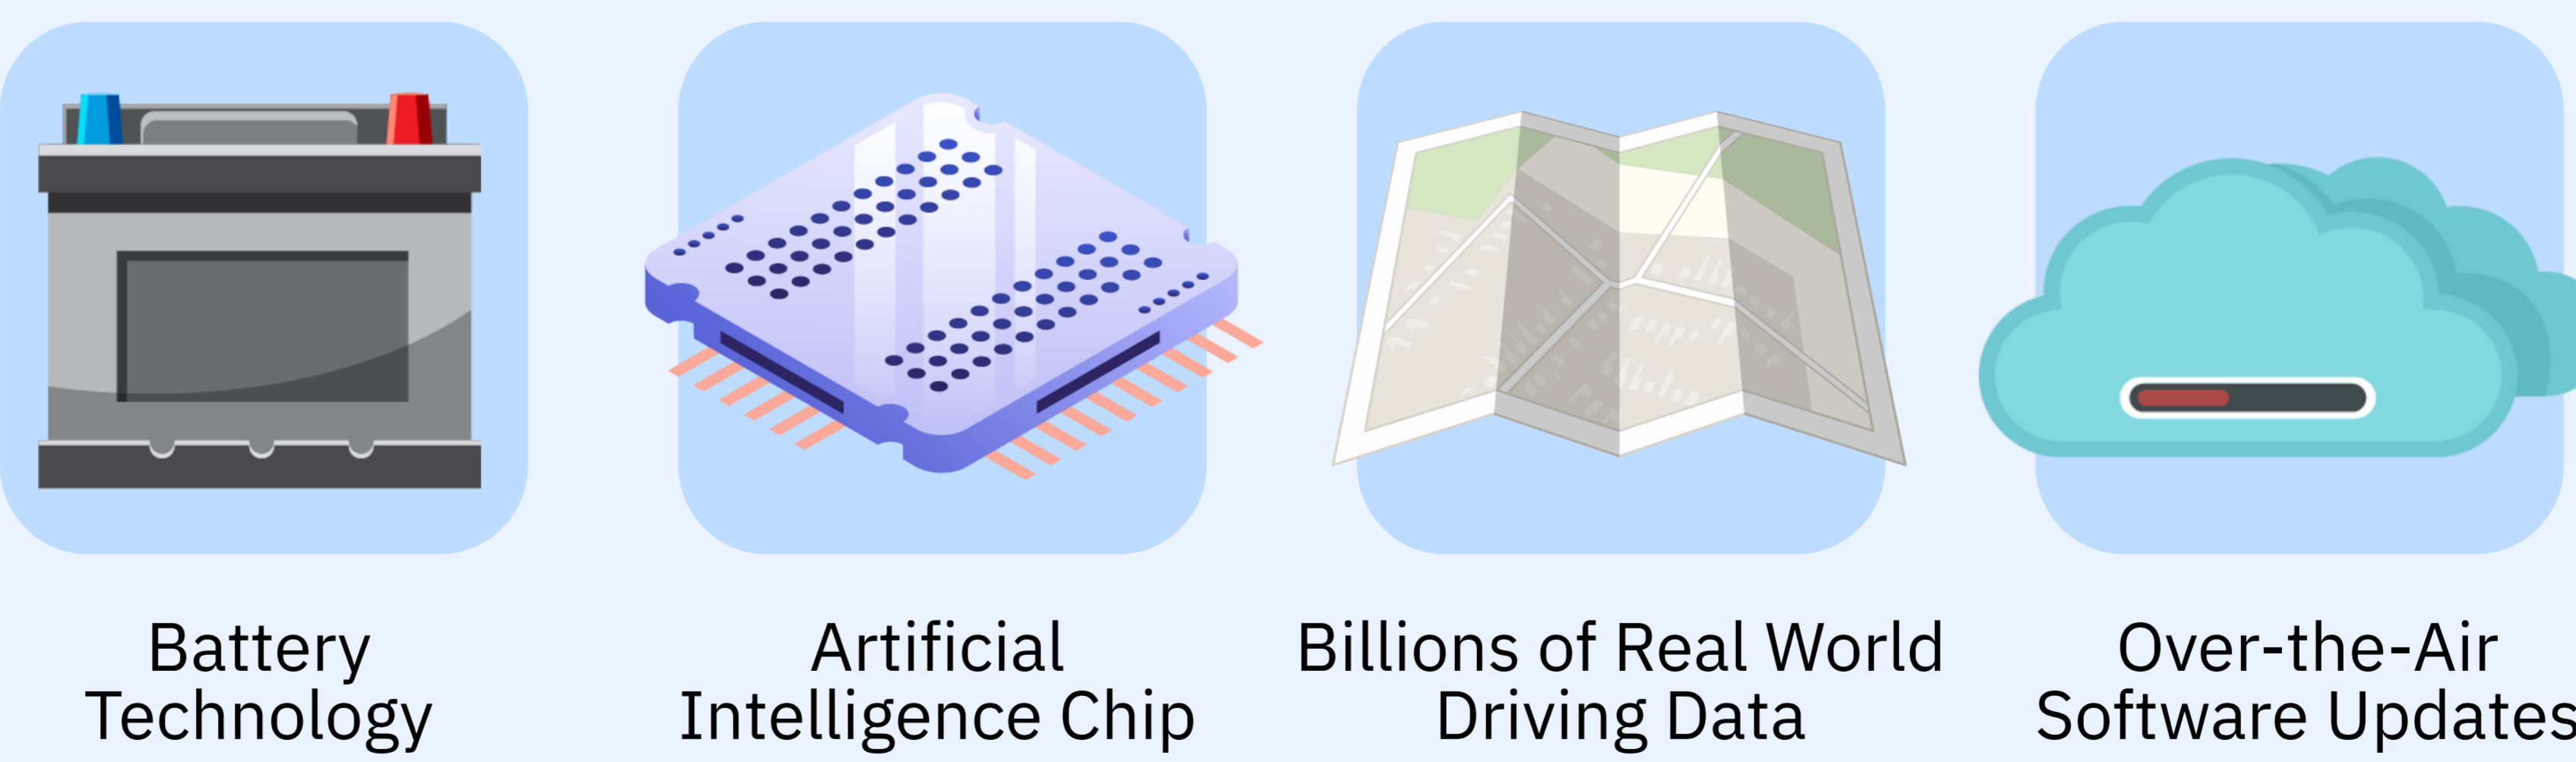 Battery
Technology
Artificial
Intelligence Chip
Billions of Real World
Driving Data
Over-the-Air
Software Updates